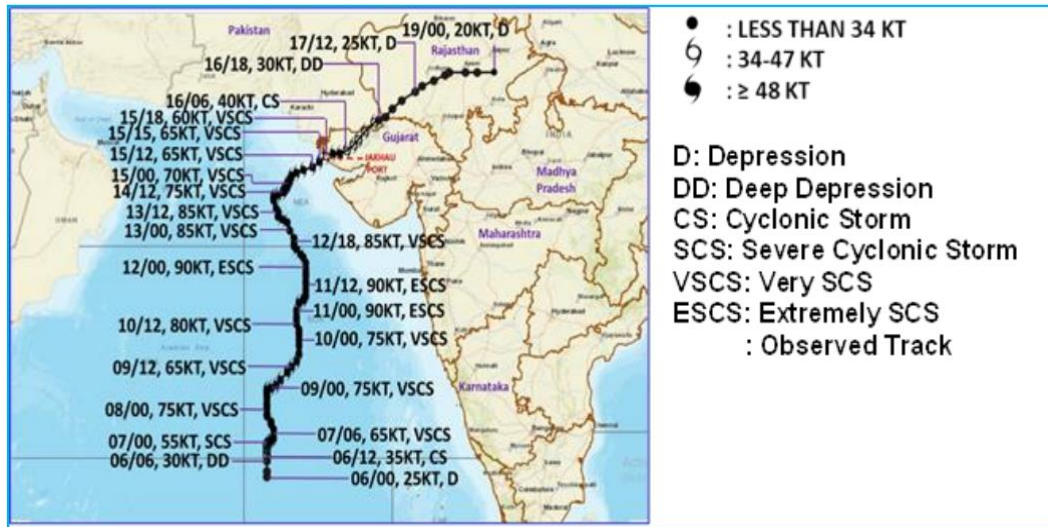 Pakistan
19/00, 20KT, D
Rajasthan
17/12, 25KT, D
16/18, 30KT, DD
Hyderabad
16/06, 40KT, CS
Karachi
15/18, 60KT, VSCS
15/15, 65KT, VSCS
Gujarat
15/12, 65KT, VSCS
JAKHAU
PORT
15/00, 70KT, VSCS
14/12, 75KT, VSCS
INDIA
Madhya
Pradesh
NEA
OMAN
13/12, 85KT, VSCS
13/00, 85KT, VSCS
12/18, 85KT, VSCS
Maharashtra
12/00, 90KT, ESCS
11/12, 90KT, ESCS
11/00, 90KT, ESCS
10/12, 80KT, VSCS
10/00, 75KT, VSCS
09/12, 65KT, VSCS
09/00, 75KT, VSCS
Karnataka
08/00, 75KT, VSCS
07/06, 65KT, VSCS
07/00, 55KT, SCS
06/12, 35KT, CS
06/06, 30KT, DD
06/00, 25KT, D
: LESS THAN 34 KT
: 34-47 KT
: ≥ 48 KT
D: Depression
DD: Deep Depression
CS: Cyclonic Storm
SCS: Severe Cyclonic Storm
VSCS: Very SCS
ESCS: Extremely SCS
: Observed Track